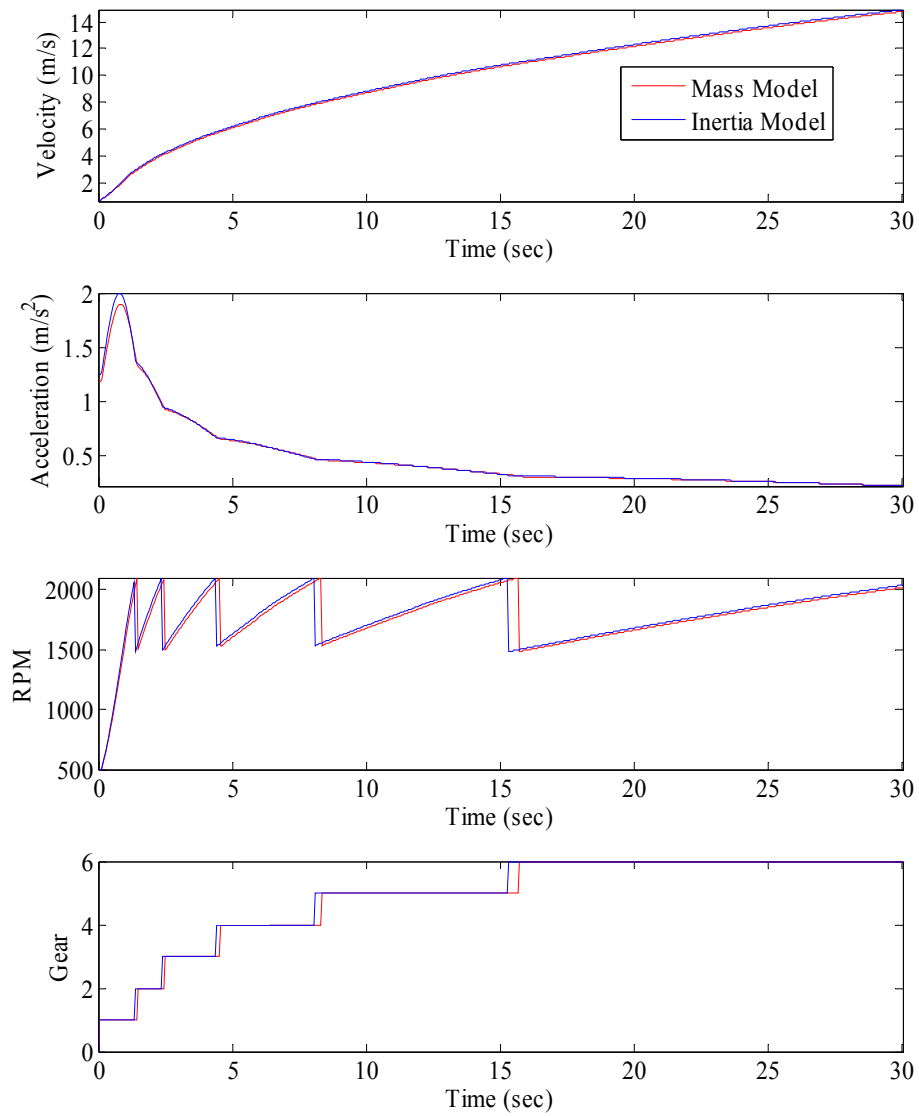 14
12
10
8
6
4
2
Velocity (m/s)
Mass Model
Inertia Model
0 5 10 15 20 25 30
Time (sec)
2
1.5
1
0.5
Acceleration (m/s²)
0 5 10 15 20 25 30
Time (sec)
2000
1500
1000
500
RPM
0 5 10 15 20 25 30
Time (sec)
6
4
2
0
Gear
0 5 10 15 20 25 30
Time (sec)